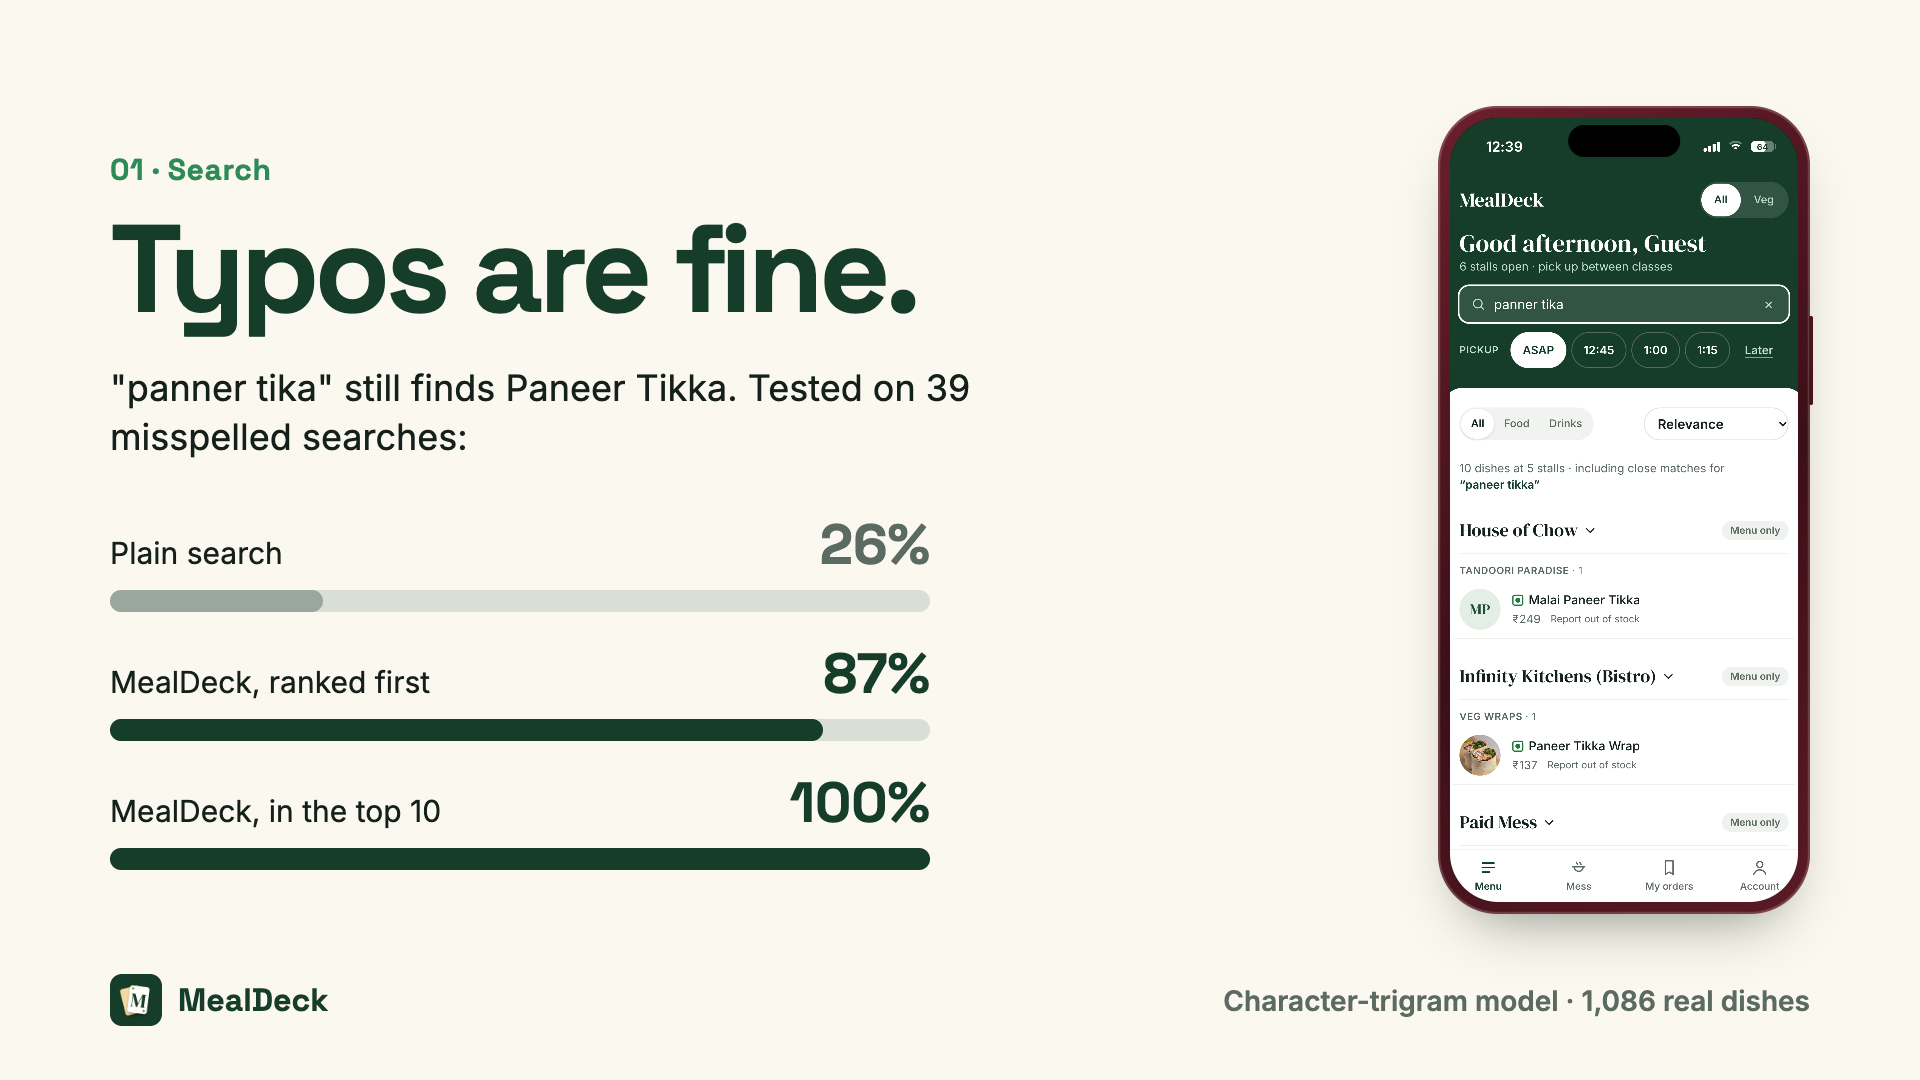 01 · Search
Typos are fine.
"panner tika" still finds Paneer Tikka. Tested on 39
misspelled searches:
Plain search
26%
MealDeck, ranked first
87%
MealDeck, in the top 10
100%
MealDeck
Character-trigram model · 1,086 real dishes
12:39
64
MealDeck
All
Veg
Good afternoon, Guest
6 stalls open · pick up between classes
panner tika
×
PICKUP
ASAP
12:45
1:00
1:15
Later
All
Food
Drinks
Relevance
10 dishes at 5 stalls · including close matches for
“paneer tikka”
House of Chow
Menu only
TANDOORI PARADISE · 1
MP
Malai Paneer Tikka
₹249 Report out of stock
Infinity Kitchens (Bistro)
Menu only
VEG WRAPS · 1
Paneer Tikka Wrap
₹137 Report out of stock
Paid Mess
Menu only
Menu
Mess
My orders
Account
M